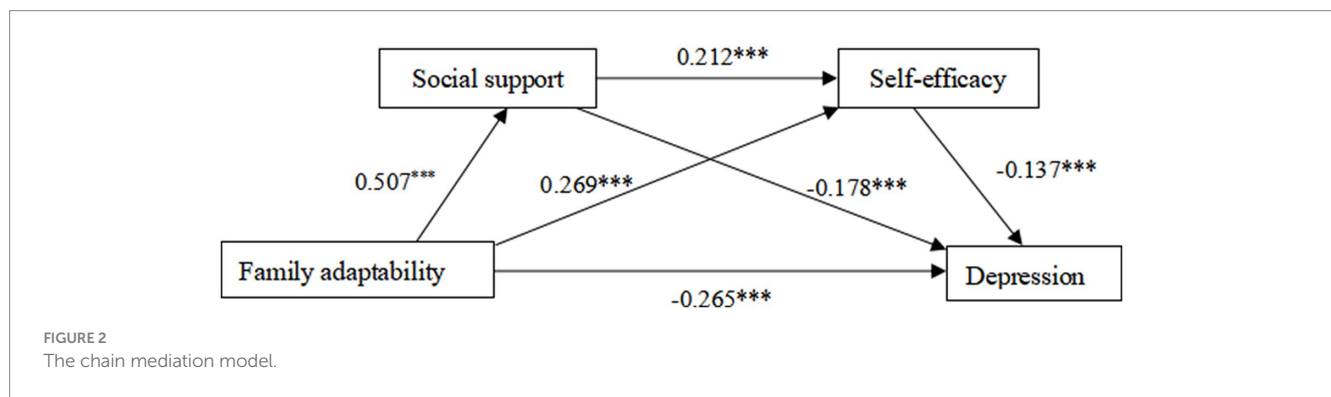 0.212***
Social support
Self-efficacy
0.507***
0.269***
-0.178***
-0.137***
Family adaptability
Depression
-0.265***
FIGURE 2
The chain mediation model.